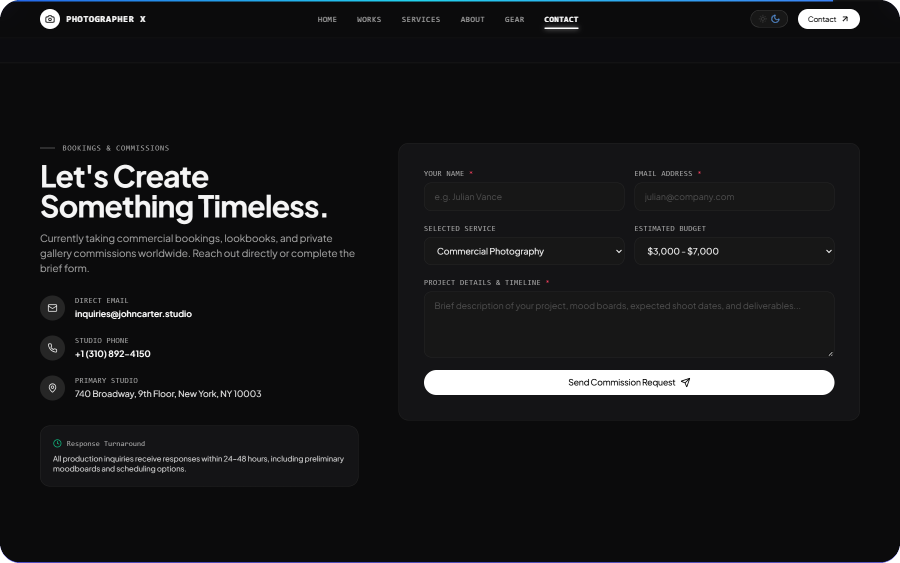 PHOTOGRAPHER X
HOME WORKS SERVICES ABOUT GEAR CONTACT
Contact
BOOKINGS & COMMISSIONS
Let's Create
Something Timeless.
Currently taking commercial bookings, lookbooks, and private
gallery commissions worldwide. Reach out directly or complete the
brief form.
DIRECT EMAIL
inquiries@johncarter.studio
STUDIO PHONE
+1 (310) 892-4150
PRIMARY STUDIO
740 Broadway, 9th Floor, New York, NY 10003
Response Turnaround
All production inquiries receive responses within 24-48 hours, including preliminary
moodboards and scheduling options.
YOUR NAME *
EMAIL ADDRESS *
e.g. Julian Vance
julian@company.com
SELECTED SERVICE
ESTIMATED BUDGET
Commercial Photography
$3,000 - $7,000
PROJECT DETAILS & TIMELINE *
Brief description of your project, mood boards, expected shoot dates, and deliverables...
Send Commission Request